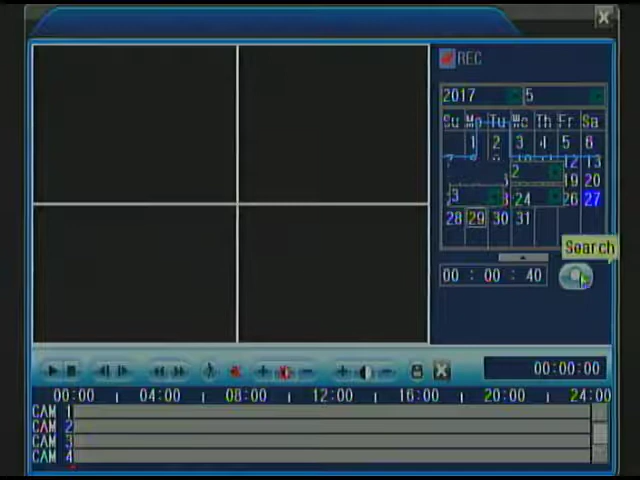 REC
2017 5
Su Mo Tu We Th Fr Sa
1 2 3 4 5 6
12 13
2
19 20
3 24 26 27
28 29 30 31
Search
00 : 00 : 40
00:00:00
00:00 04:00 08:00 12:00 16:00 20:00 24:00
CAM 1
CAM 2
CAM 3
CAM 4